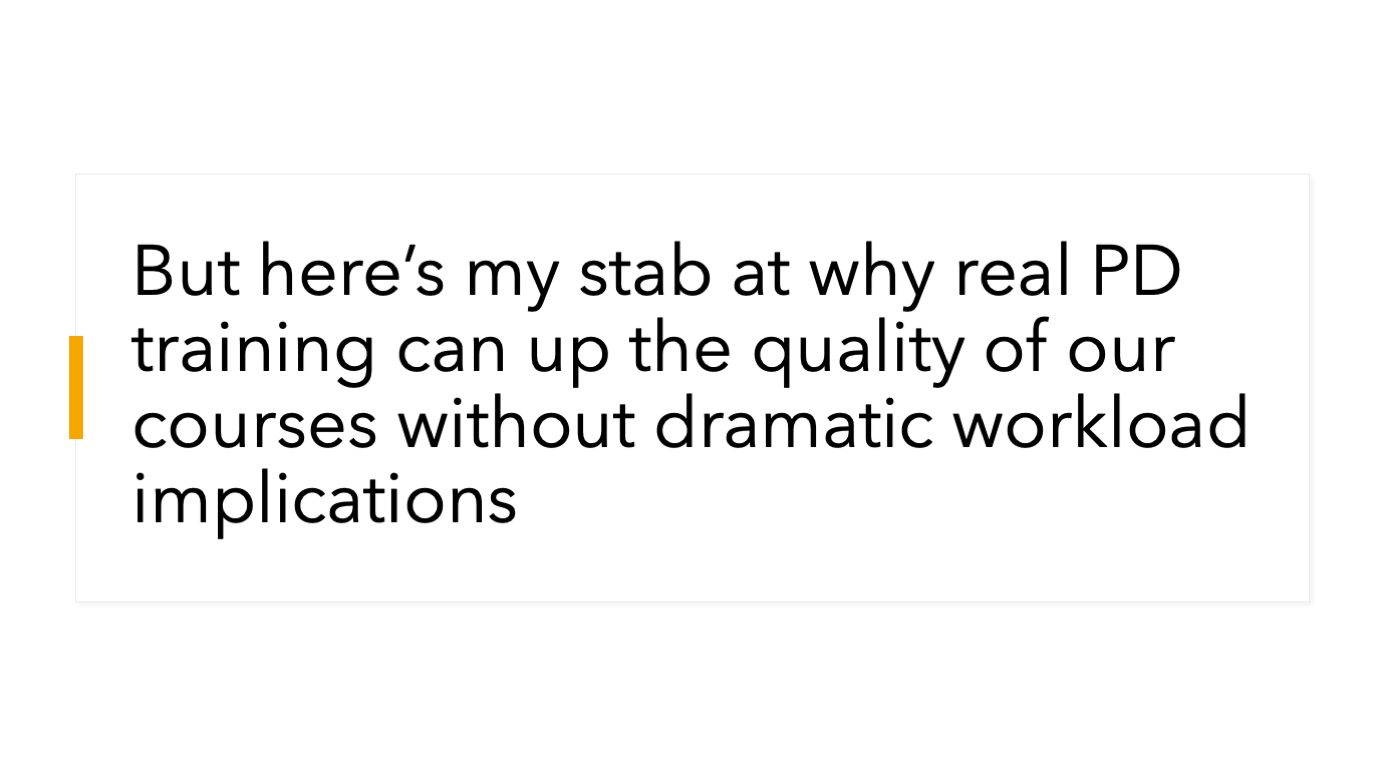 But here’s my stab at why real PD
training can up the quality of our
courses without dramatic workload
implications